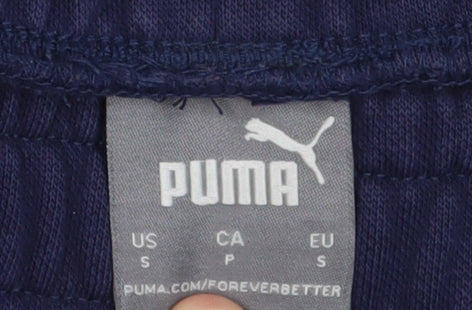 PUMA
US CA EU
S P S
PUMA.COM/FOREVERBETTER